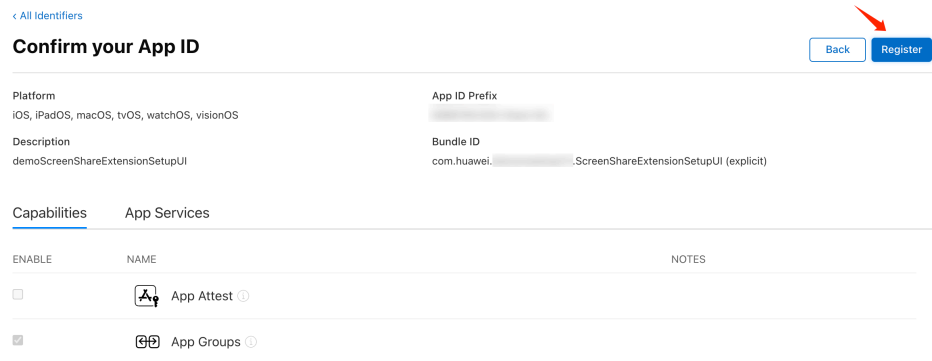 ‹ All Identifiers
Confirm your App ID
Back
Register
Platform
App ID Prefix
iOS, iPadOS, macOS, tvOS, watchOS, visionOS
Description
Bundle ID
demoScreenShareExtensionSetupUI
com.huawei. .ScreenShareExtensionSetupUI (explicit)
Capabilities
App Services
ENABLE
NAME
NOTES
App Attest
App Groups